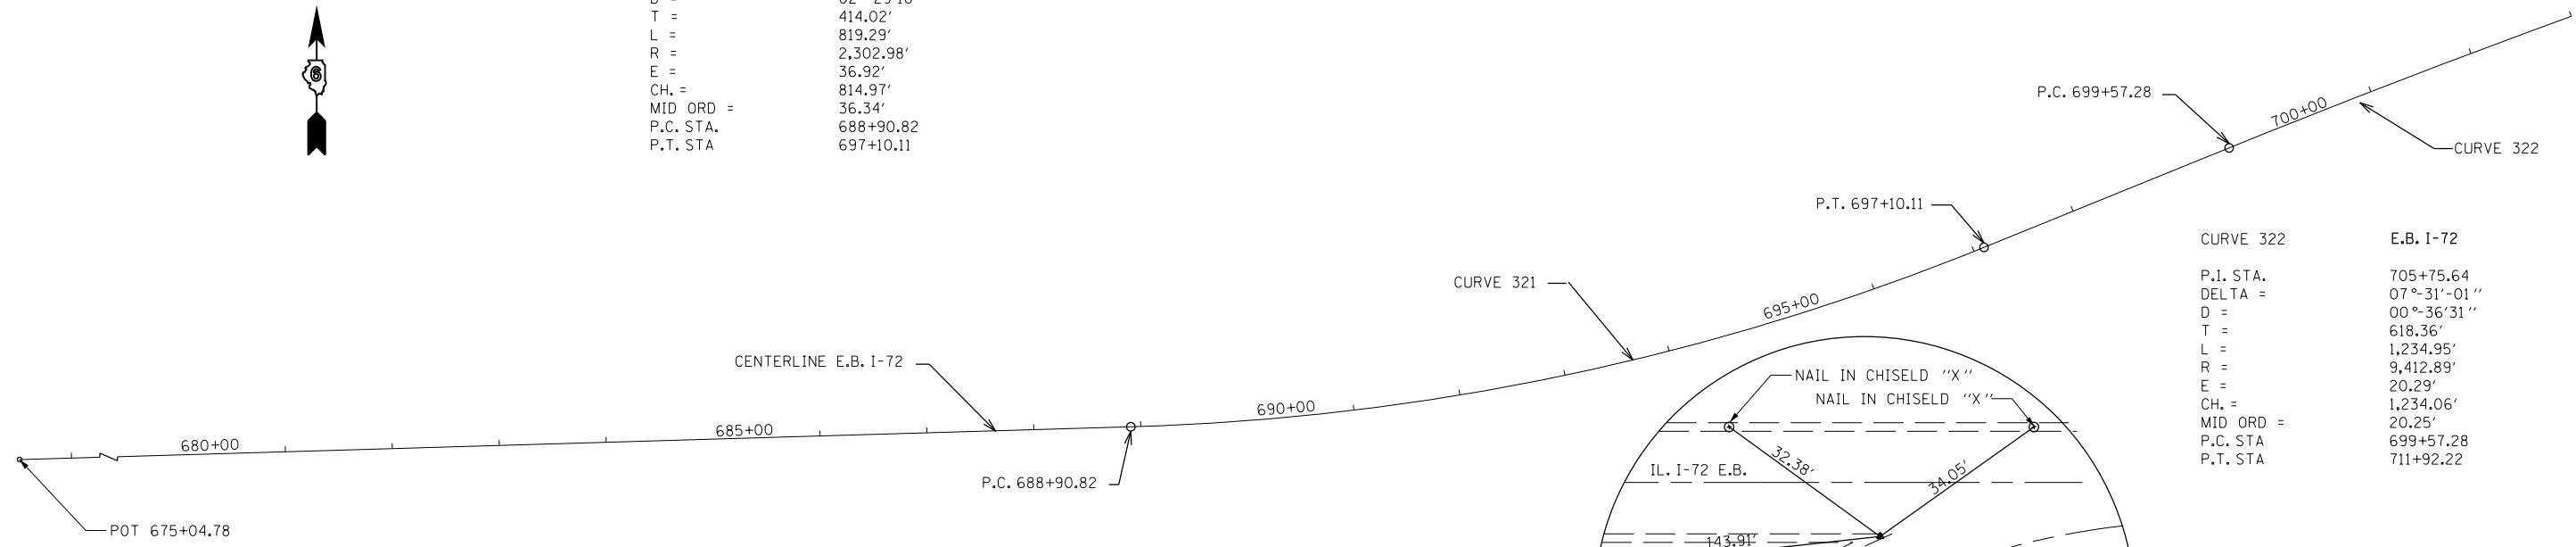 T = 414.02'
L = 819.29'
R = 2,302.98'
E = 36.92'
CH. = 814.97'
MID ORD = 36.34'
P.C. STA. 688+90.82
P.T. STA 697+10.11
6
P.C. 699+57.28
700+00
CURVE 322
P.T. 697+10.11
CURVE 322 E.B. I-72
P.I. STA. 705+75.64
DELTA = 07°-31'-01"
D = 00°-36'31"
T = 618.36'
L = 1,234.95'
R = 9,412.89'
E = 20.29'
CH. = 1,234.06'
MID ORD = 20.25'
P.C. STA 699+57.28
P.T. STA 711+92.22
CURVE 321
695+00
CENTERLINE E.B. I-72
690+00
685+00
680+00
P.C. 688+90.82
POT 675+04.78
NAIL IN CHISELD "X"
NAIL IN CHISELD "X"
IL. I-72 E.B.
32.38'
34.05'
143.91'